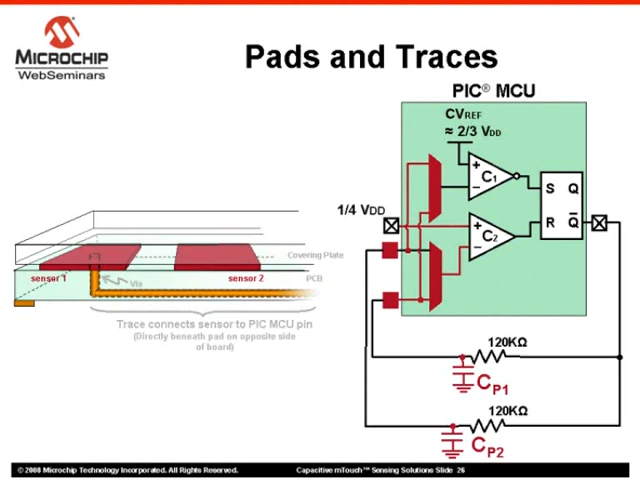 MICROCHIP
WebSeminars
Pads and Traces
PIC® MCU
CVREF
≈ 2/3 VDD
+
C1
–
S Q
1/4 VDD
+
C2
–
R Q̅
Covering Plate
sensor 1
sensor 2
Via
PCB
Trace connects sensor to PIC MCU pin
(Directly beneath pad on opposite side
of board)
120KΩ
CP1
120KΩ
CP2
© 2008 Microchip Technology Incorporated. All Rights Reserved.
Capacitive mTouch™ Sensing Solutions Slide 26